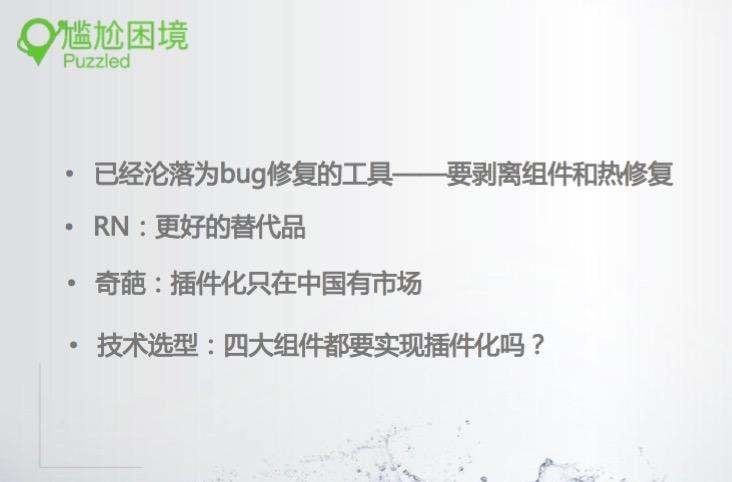 尴尬困境
Puzzled
• 已经沦落为bug修复的工具——要剥离组件和热修复
• RN：更好的替代品
• 奇葩：插件化只在中国有市场
• 技术选型：四大组件都要实现插件化吗？